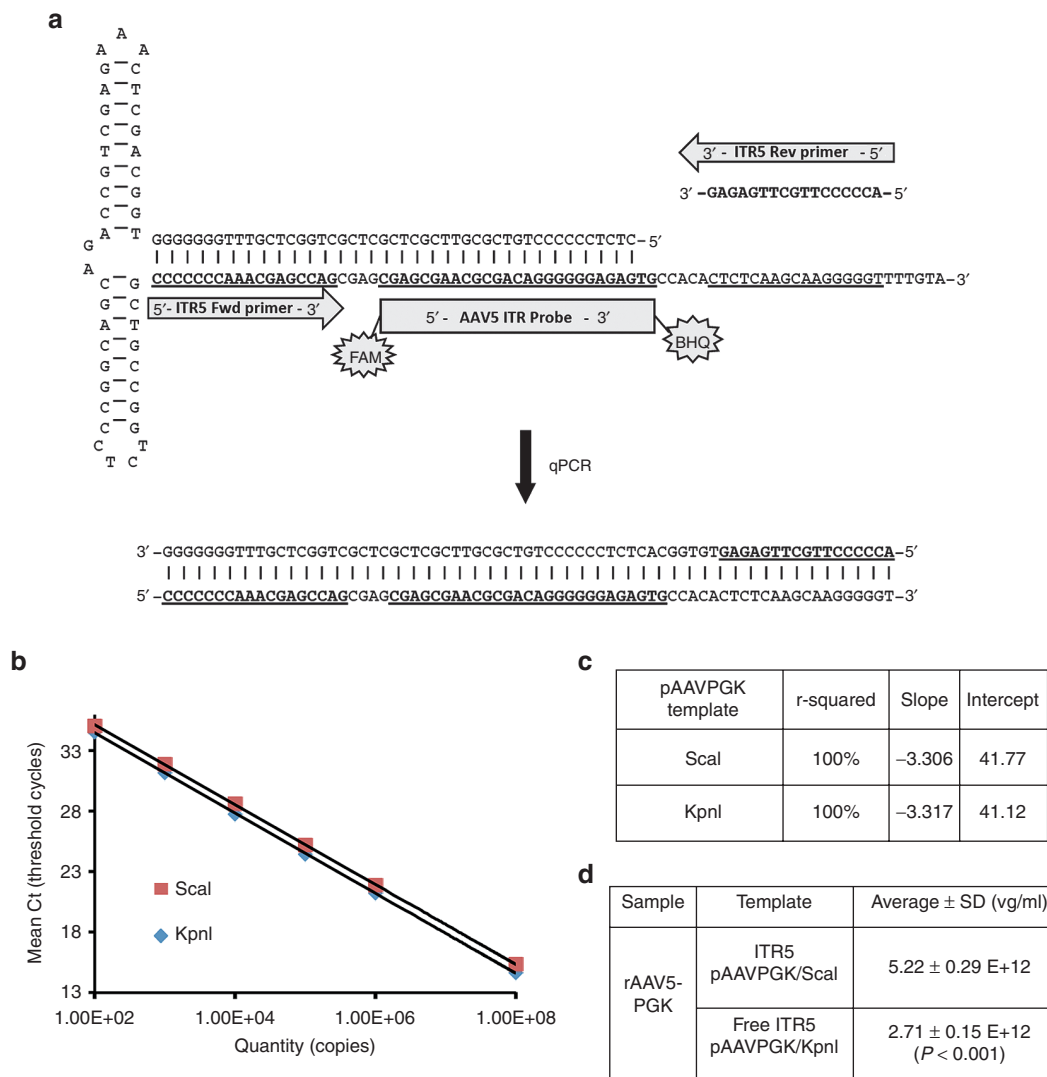 a
A
A A
G C
A T
G C
C G
T A
G C
C G
C G
A T
G
A
C G
G C
A T
C G
G C
G C
C G
C G
C T
T C
3′ - ITR5 Rev primer - 5′
3′ -GAGAGTTCGTTCCCCCA-5′
GGGGGGGTTTGCTCGGTCGCTCGCTCGCTTGCGCTGTCCCCCCTCTC-5′
CCCCCCCAAACGAGCCAGCGAGCGAGCGAACGCGACAGGGGGGAGAGTGCCACACTCTCAAGCAAGGGGGTTTTGTA-3′
5′- ITR5 Fwd primer - 3′
5′ - AAV5 ITR Probe - 3′
FAM
BHQ
qPCR
3′ -GGGGGGGTTTGCTCGGTCGCTCGCTCGCTTGCGCTGTCCCCCCTCTCACGGTGTGAGAGTTCGTTCCCCCA-5′
5′ -CCCCCCCAAACGAGCCAGCGAGCGAGCGAACGCGACAGGGGGGAGAGTGCCACACTCTCAAGCAAGGGGGT-3′
b
Mean Ct (threshold cycles)
33
28
23
18
13
ScaI
KpnI
1.00E+02 1.00E+04 1.00E+06 1.00E+08
Quantity (copies)
c
pAAVPGK template r-squared Slope Intercept
ScaI 100% −3.306 41.77
KpnI 100% −3.317 41.12
d
Sample Template Average ± SD (vg/ml)
rAAV5-PGK
ITR5 pAAVPGK/ScaI 5.22 ± 0.29 E+12
Free ITR5 pAAVPGK/KpnI 2.71 ± 0.15 E+12 (P < 0.001)